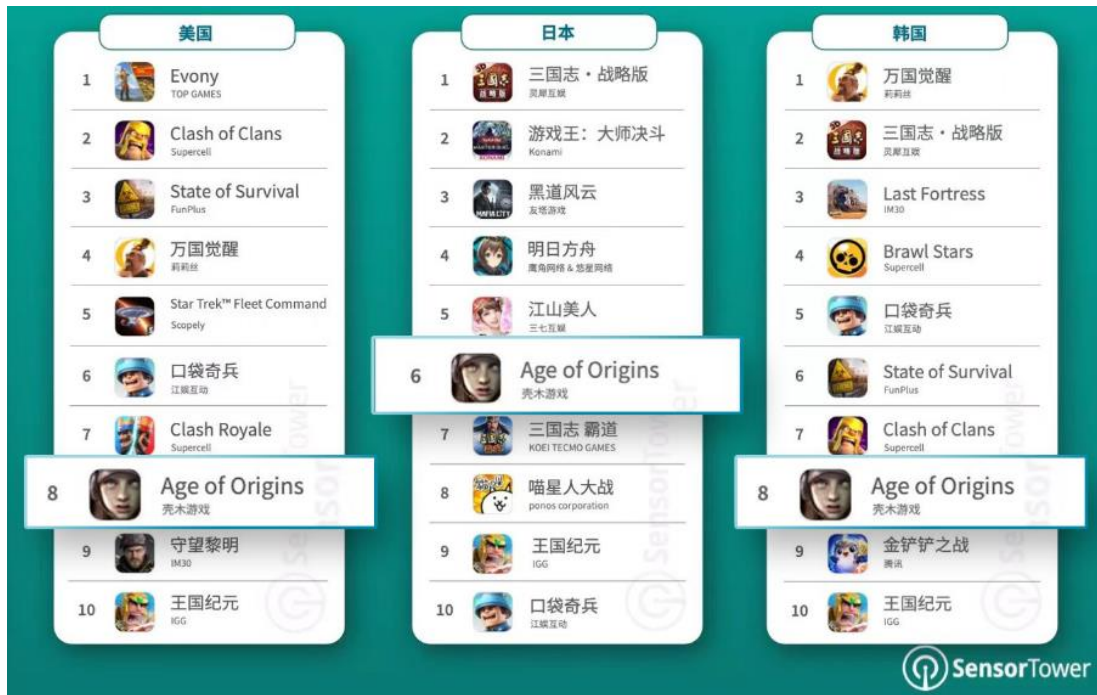 美国
1
Evony
TOP GAMES
2
Clash of Clans
Supercell
3
State of Survival
FunPlus
4
万国觉醒
莉莉丝
5
Star Trek™ Fleet Command
Scopely
6
口袋奇兵
江娱互动
7
Clash Royale
Supercell
8
Age of Origins
壳木游戏
9
守望黎明
IM30
10
王国纪元
IGG
日本
1
三国志·战略版
灵犀互娱
2
游戏王：大师决斗
Konami
3
黑道风云
友塔游戏
4
明日方舟
鹰角网络 & 悠星网络
5
江山美人
三七互娱
6
Age of Origins
壳木游戏
7
三国志 霸道
KOEI TECMO GAMES
8
喵星人大战
ponos corporation
9
王国纪元
IGG
10
口袋奇兵
江娱互动
韩国
1
万国觉醒
莉莉丝
2
三国志·战略版
灵犀互娱
3
Last Fortress
IM30
4
Brawl Stars
Supercell
5
口袋奇兵
江娱互动
6
State of Survival
FunPlus
7
Clash of Clans
Supercell
8
Age of Origins
壳木游戏
9
金铲铲之战
腾讯
10
王国纪元
IGG
SensorTower